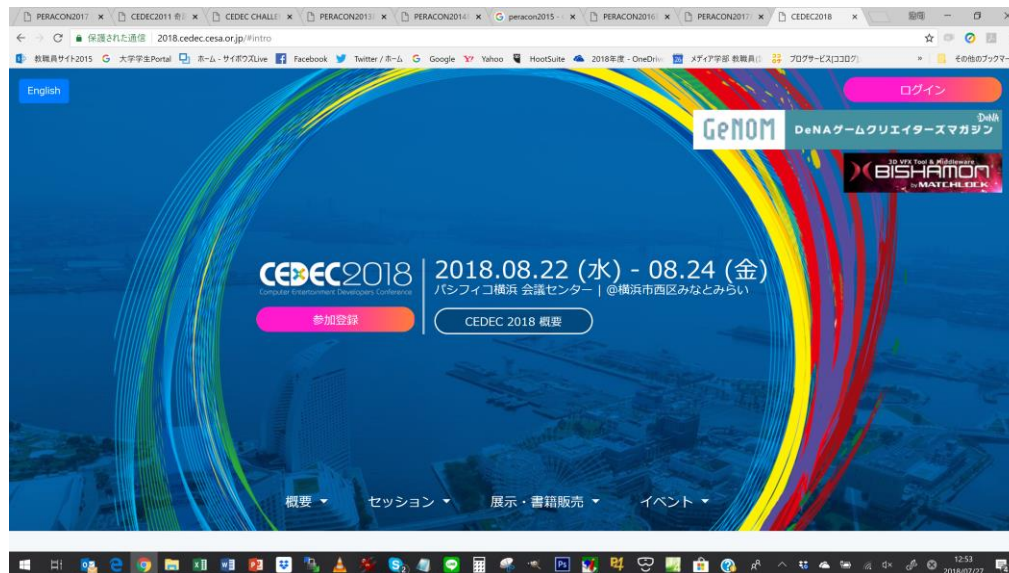 PERACON2017
CEDEC2011
CEDEC CHALLE
PERACON2013
PERACON2014
peracon2015 -
PERACON2016
PERACON2017
CEDEC2018
保護された通信
2018.cedec.cesa.or.jp/#intro
教職員サイト2015
大学学生Portal
ホーム - サイボウズLive
Facebook
Twitter / ホーム
Google
Yahoo
HootSuite
2018年度 - OneDriv
メディア学部 教職員(
ブログサービス[ココログ]
»
その他のブックマー
English
ログイン
GeNOM
DeNA
DeNAゲームクリエイターズマガジン
3D VFX Tool & Middleware
BISHAMON
by MATCHLOCK
CEDEC2018
Computer Entertainment Developers Conference
2018.08.22 (水) - 08.24 (金)
パシフィコ横浜 会議センター | @横浜市西区みなとみらい
参加登録
CEDEC 2018 概要
概要
セッション
展示・書籍販売
イベント
12:53
2018/07/27